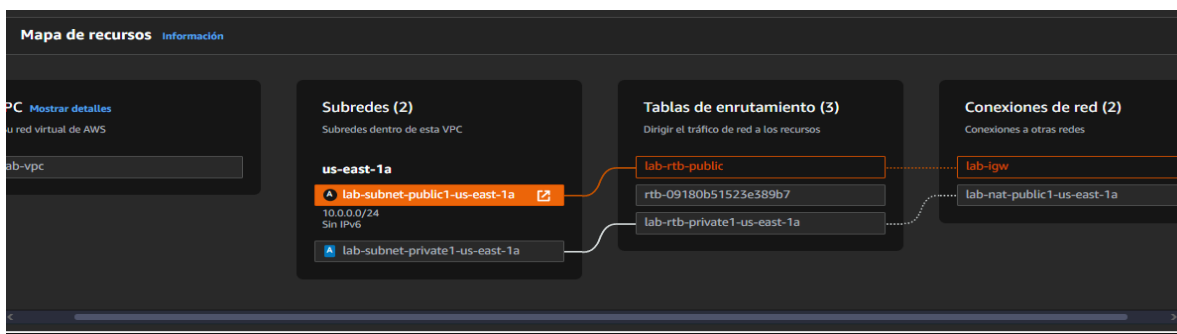 Mapa de recursos Información
PC Mostrar detalles
u red virtual de AWS
ab-vpc
Subredes (2)
Subredes dentro de esta VPC
us-east-1a
A lab-subnet-public1-us-east-1a
10.0.0.0/24
Sin IPv6
A lab-subnet-private1-us-east-1a
Tablas de enrutamiento (3)
Dirigir el tráfico de red a los recursos
lab-rtb-public
rtb-09180b51523e389b7
lab-rtb-private1-us-east-1a
Conexiones de red (2)
Conexiones a otras redes
lab-igw
lab-nat-public1-us-east-1a